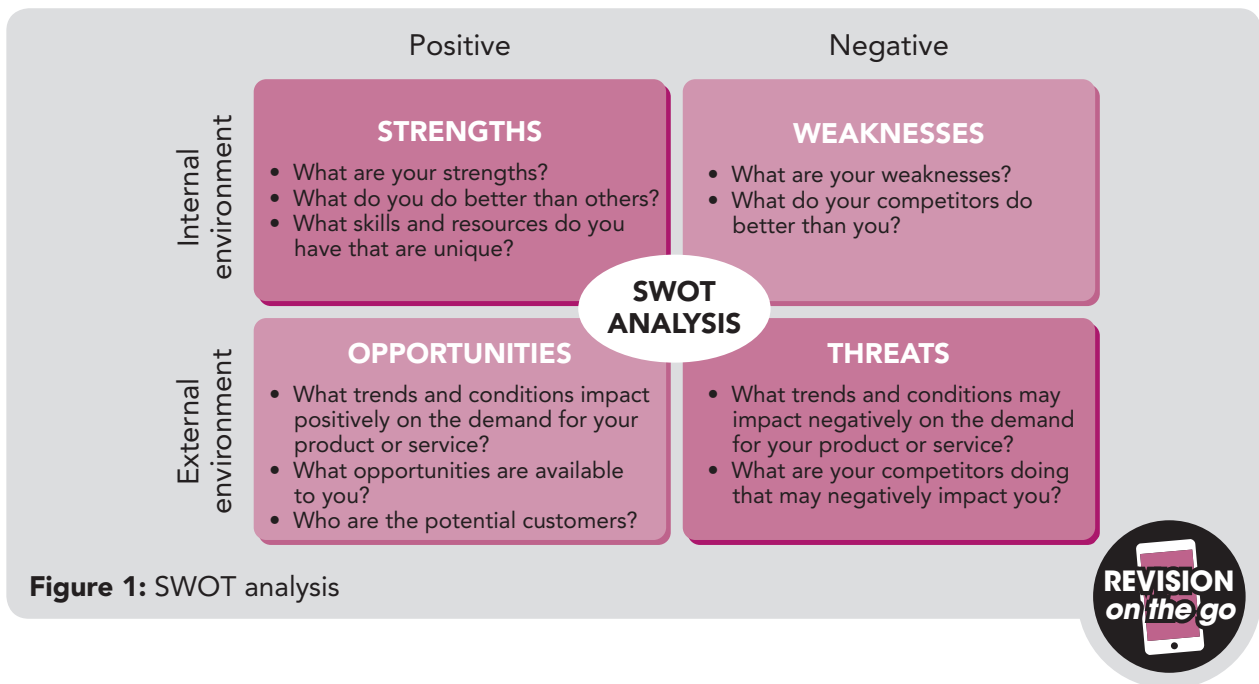 Positive
Negative
Internal
environment
STRENGTHS
• What are your strengths?
• What do you do better than others?
• What skills and resources do you
have that are unique?
WEAKNESSES
• What are your weaknesses?
• What do your competitors do
better than you?
SWOT
ANALYSIS
External
environment
OPPORTUNITIES
• What trends and conditions impact
positively on the demand for your
product or service?
• What opportunities are available
to you?
• Who are the potential customers?
THREATS
• What trends and conditions may
impact negatively on the demand
for your product or service?
• What are your competitors doing
that may negatively impact you?
Figure 1: SWOT analysis
REVISION
on the go